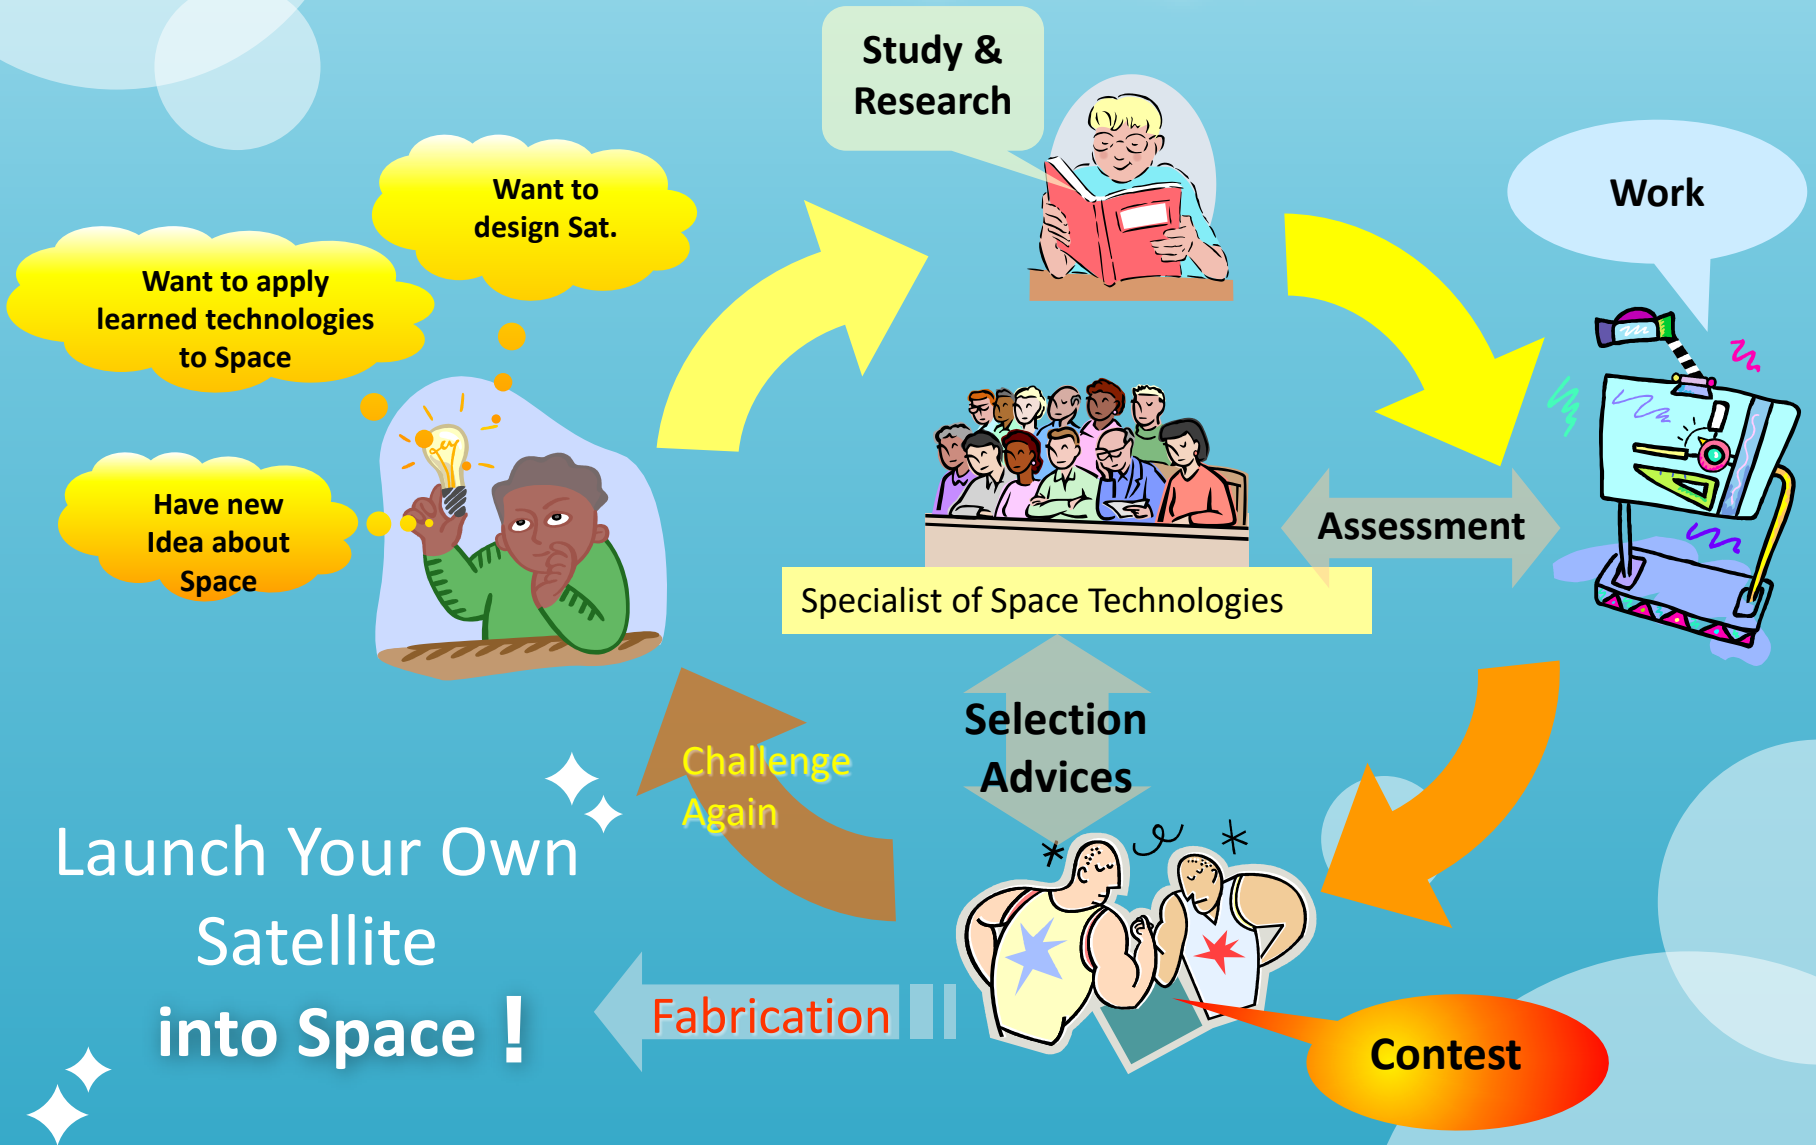 Study &
Research
Work
Want to
design Sat.
Want to apply
learned technologies
to Space
Have new
Idea about
Space
Assessment
Specialist of Space Technologies
Selection
Advices
Challenge
Again
Launch Your Own
Satellite
into Space !
Fabrication
Contest